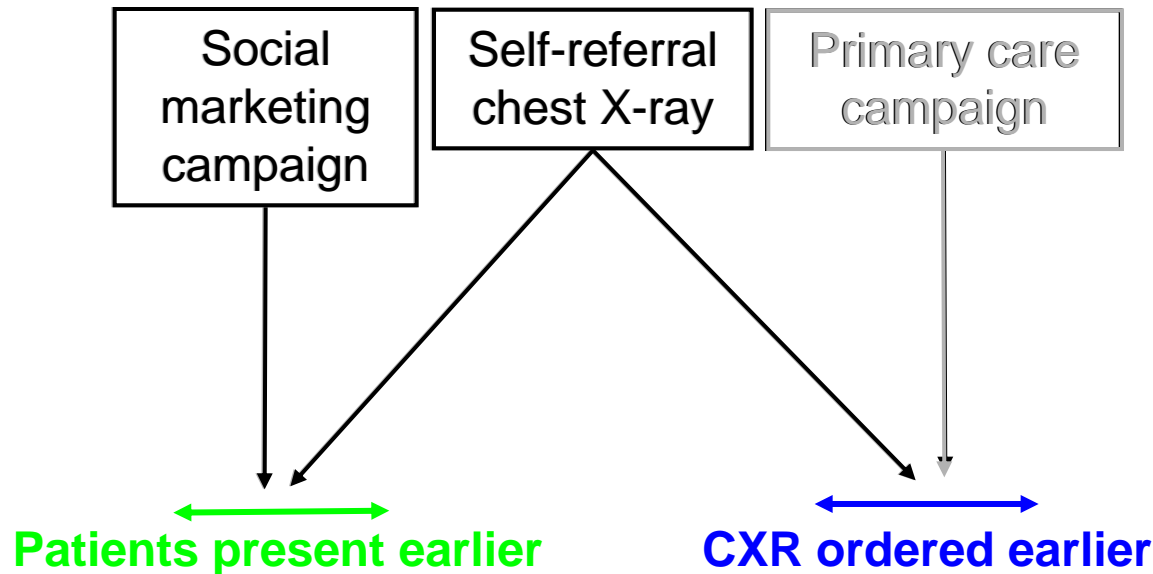 Social
marketing
campaign
Self-referral
chest X-ray
Primary care
campaign
Patients present earlier
CXR ordered earlier